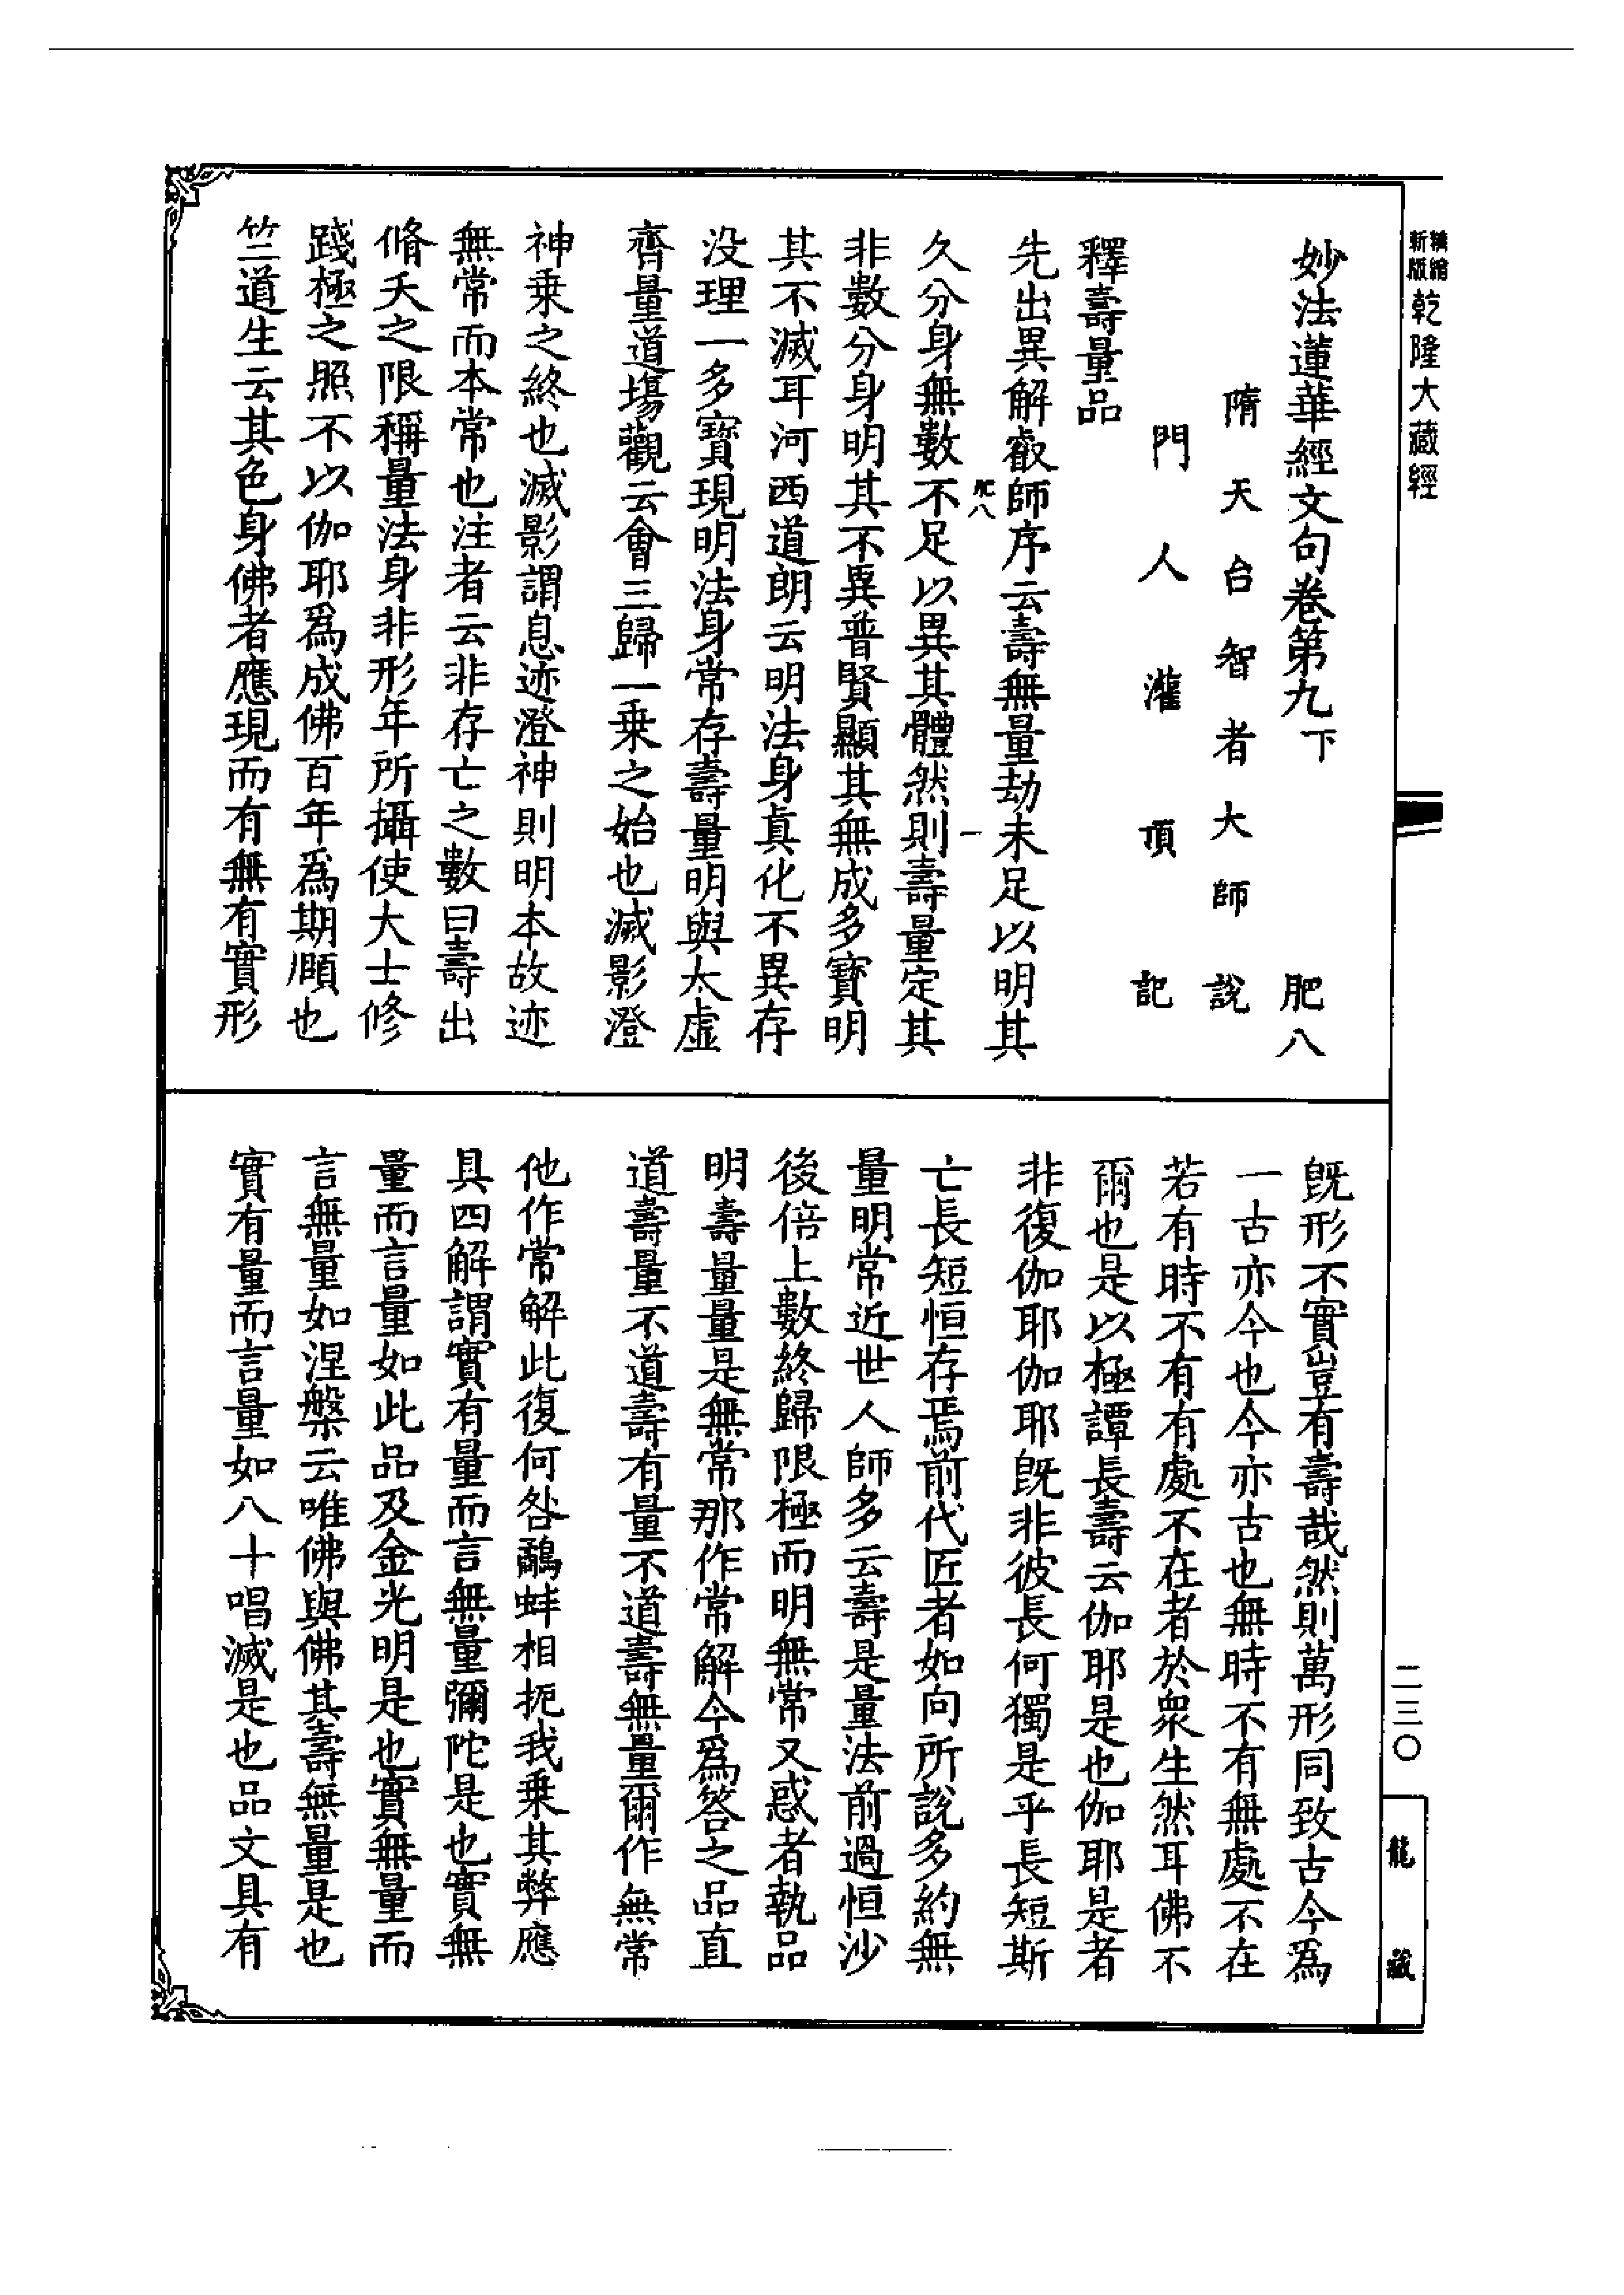 新版精縮乾隆大藏經
妙法蓮華經文句卷第九下 肥八
隋天台智者大師說
門人灌頂記
釋壽量品
先出異解叡師序云壽無量劫未足以明其
肥八 一
久分身無數不足以異其體然則壽量定其
非數分身明其不異普賢顯其無成多寶明
其不滅耳河西道朗云明法身真化不異存
没理一多寶現明法身常存壽量明與太虛
齊量道場觀云會三歸一乘之始也滅影澄
神乗之終也滅影謂息迹澄神則明本故迹
無常而本常也注者云非存亡之數曰壽出
脩夭之限稱量法身非形年所攝使大士修
踐極之照不以伽耶爲成佛百年爲期頤也
竺道生云其色身佛者應現而有無有實形
旣形不實豈有壽哉然則萬形同致古今爲
一古亦今也今亦古也無時不有無處不在
若有時不有有處不在者於衆生然耳佛不
爾也是以極譚長壽云伽耶是也伽耶是者
非復伽耶伽耶旣非彼長何獨是乎長短斯
亡長短恒存焉前代匠者如向所說多約無
量明常近世人師多云壽是量法前過恒沙
後倍上數終歸限極而明無常又惑者執品
明壽量量是無常那作常解今爲答之品直
道壽量不道壽有量不道壽無量爾作無常
他作常解此復何咎鷸蚌相扼我乗其弊應
具四解謂實有量而言無量彌陀是也實無
量而言量如此品及金光明是也實無量而
言無量如涅槃云唯佛與佛其壽無量是也
實有量而言量如八十唱滅是也品文具有
二三〇
龍藏